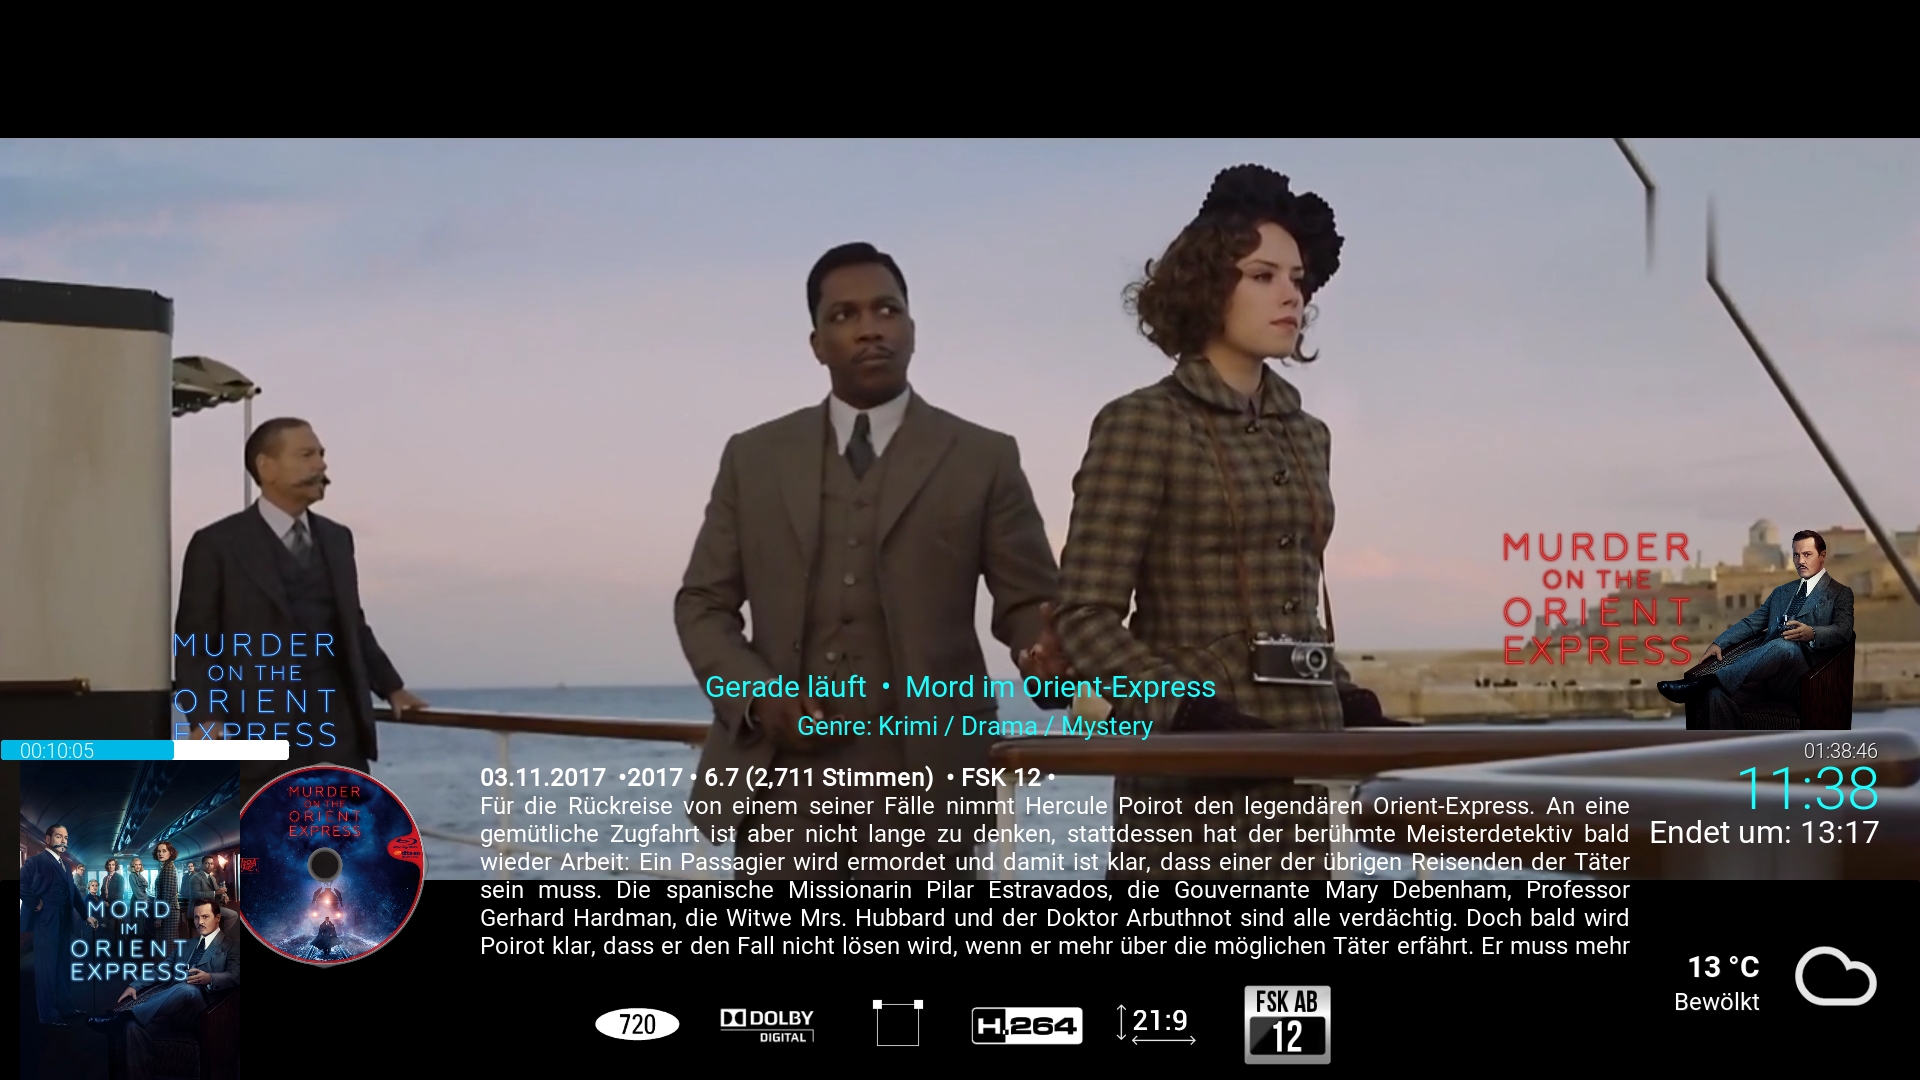 MURDER
ON THE
ORIENT
EXPRESS
MURDER
ON THE
ORIENT
EXPRESS
Gerade läuft • Mord im Orient-Express
Genre: Krimi / Drama / Mystery
00:10:05
01:38:46
11:38
Endet um: 13:17
03.11.2017 •2017 • 6.7 (2,711 Stimmen) • FSK 12 •
Für die Rückreise von einem seiner Fälle nimmt Hercule Poirot den legendären Orient-Express. An eine
gemütliche Zugfahrt ist aber nicht lange zu denken, stattdessen hat der berühmte Meisterdetektiv bald
wieder Arbeit: Ein Passagier wird ermordet und damit ist klar, dass einer der übrigen Reisenden der Täter
sein muss. Die spanische Missionarin Pilar Estravados, die Gouvernante Mary Debenham, Professor
Gerhard Hardman, die Witwe Mrs. Hubbard und der Doktor Arbuthnot sind alle verdächtig. Doch bald wird
Poirot klar, dass er den Fall nicht lösen wird, wenn er mehr über die möglichen Täter erfährt. Er muss mehr
MURDER
ON THE
ORIENT
EXPRESS
MORD
IM
ORIENT
EXPRESS
13 °C
Bewölkt
720
DOLBY
DIGITAL
H.264
21:9
FSK AB
12